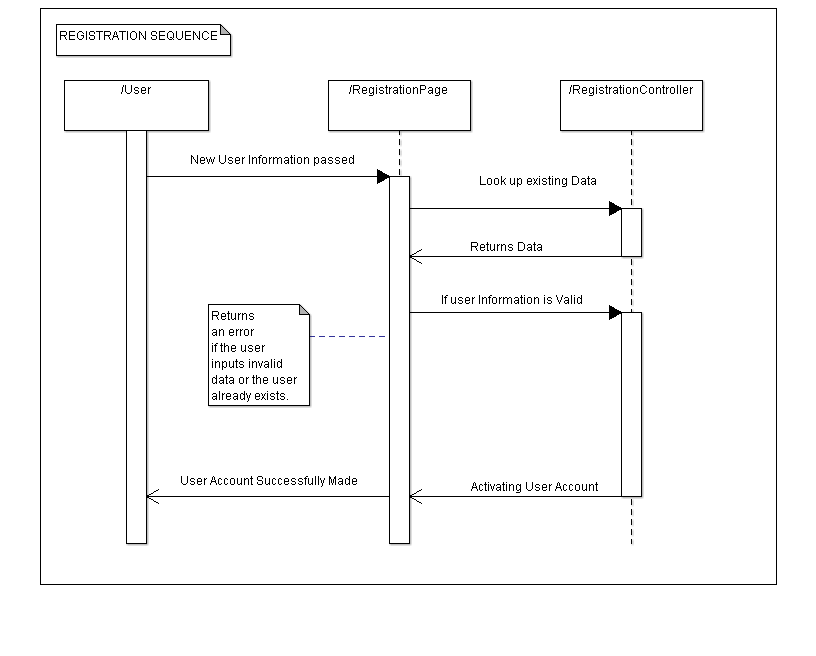 REGISTRATION SEQUENCE
/User
/RegistrationPage
/RegistrationController
New User Information passed
Look up existing Data
Returns Data
If user Information is Valid
Returns
an error
if the user
inputs invalid
data or the user
already exists.
User Account Successfully Made
Activating User Account